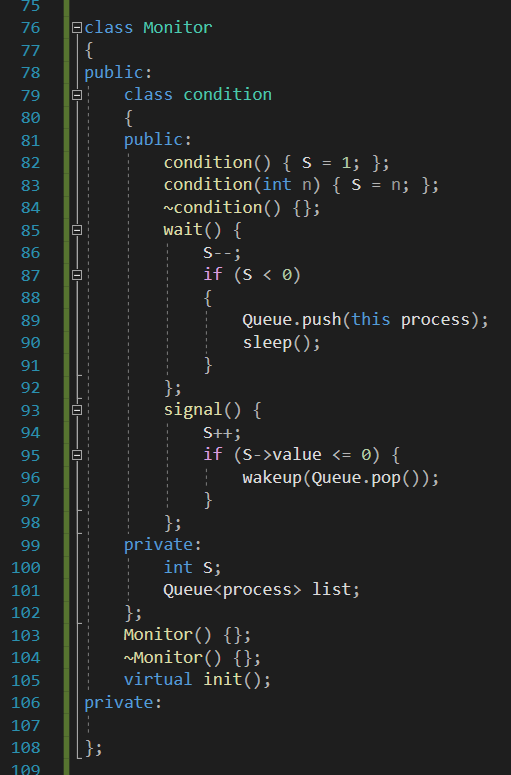 75
76 class Monitor
77 {
78 public:
79     class condition
80     {
81     public:
82         condition() { S = 1; };
83         condition(int n) { S = n; };
84         ~condition() {};
85         wait() {
86             S--;
87             if (S < 0)
88             {
89                 Queue.push(this process);
90                 sleep();
91             }
92         };
93         signal() {
94             S++;
95             if (S->value <= 0) {
96                 wakeup(Queue.pop());
97             }
98         };
99     private:
100         int S;
101         Queue<process> list;
102     };
103     Monitor() {};
104     ~Monitor() {};
105     virtual init();
106 private:
107
108 };
109